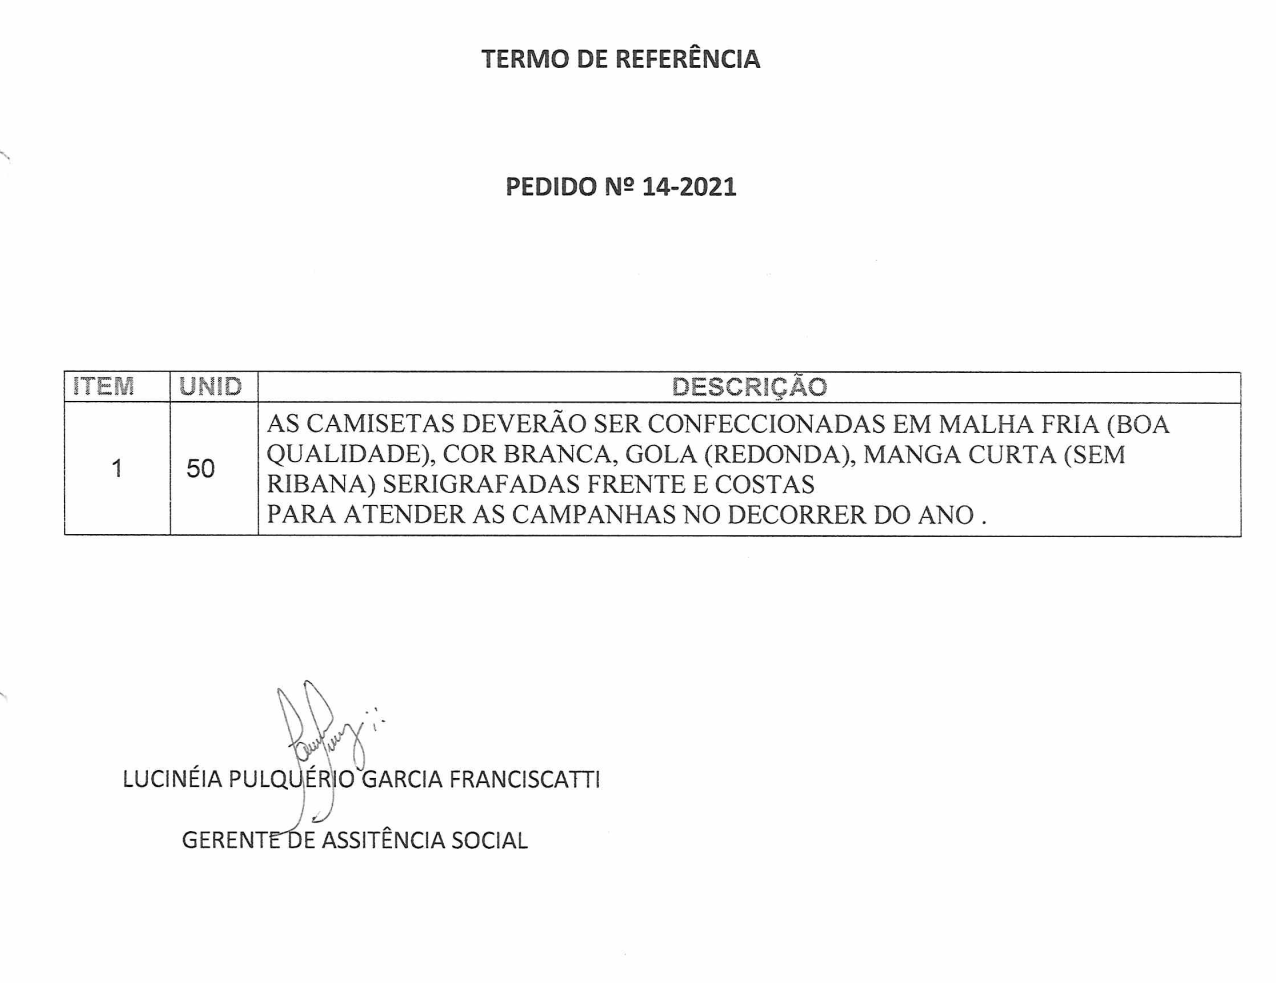 TERMO DE REFERÊNCIA
PEDIDO Nº 14-2021
ITEM UNID DESCRIÇÃO
1 50 AS CAMISETAS DEVERÃO SER CONFECCIONADAS EM MALHA FRIA (BOA
QUALIDADE), COR BRANCA, GOLA (REDONDA), MANGA CURTA (SEM
RIBANA) SERIGRAFADAS FRENTE E COSTAS
PARA ATENDER AS CAMPANHAS NO DECORRER DO ANO .
LUCINÉIA PULQUÉRIO GARCIA FRANCISCATTI
GERENTE DE ASSITÊNCIA SOCIAL